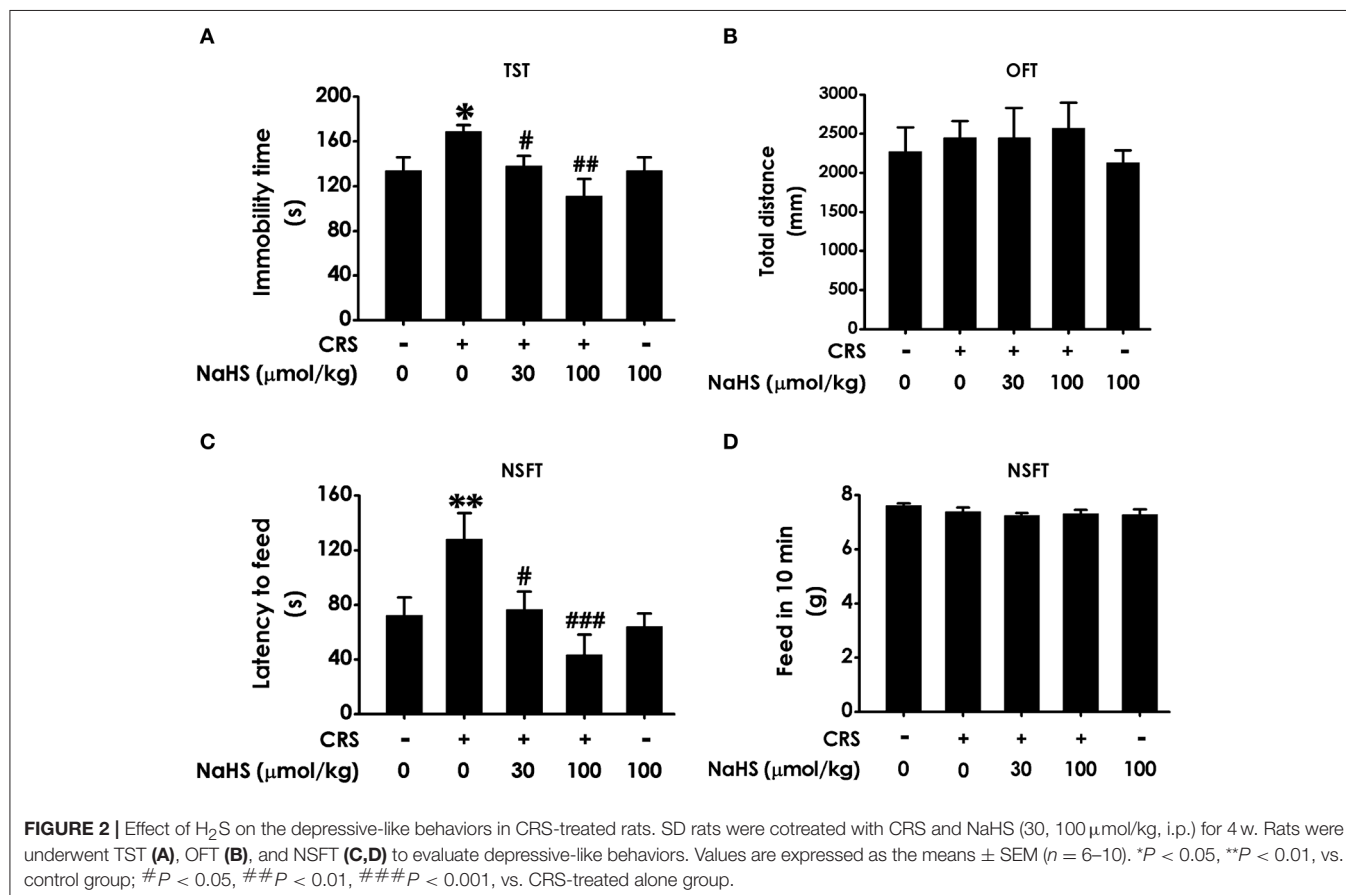 A
TST
Immobility time
(s)
200
160
120
80
40
0
*
#
##
CRS - + + + -
NaHS (μmol/kg) 0 0 30 100 100
B
OFT
Total distance
(mm)
3000
2500
2000
1500
1000
500
0
CRS - + + + -
NaHS (μmol/kg) 0 0 30 100 100
C
NSFT
Latency to feed
(s)
160
120
80
40
0
**
#
###
CRS - + + + -
NaHS (μmol/kg) 0 0 30 100 100
D
NSFT
Feed in 10 min
(g)
8
6
4
2
0
CRS - + + + -
NaHS (μmol/kg) 0 0 30 100 100
FIGURE 2 | Effect of H₂S on the depressive-like behaviors in CRS-treated rats. SD rats were cotreated with CRS and NaHS (30, 100 μmol/kg, i.p.) for 4 w. Rats were
underwent TST (A), OFT (B), and NSFT (C,D) to evaluate depressive-like behaviors. Values are expressed as the means ± SEM (n = 6–10). *P < 0.05, **P < 0.01, vs.
control group; #P < 0.05, ##P < 0.01, ###P < 0.001, vs. CRS-treated alone group.